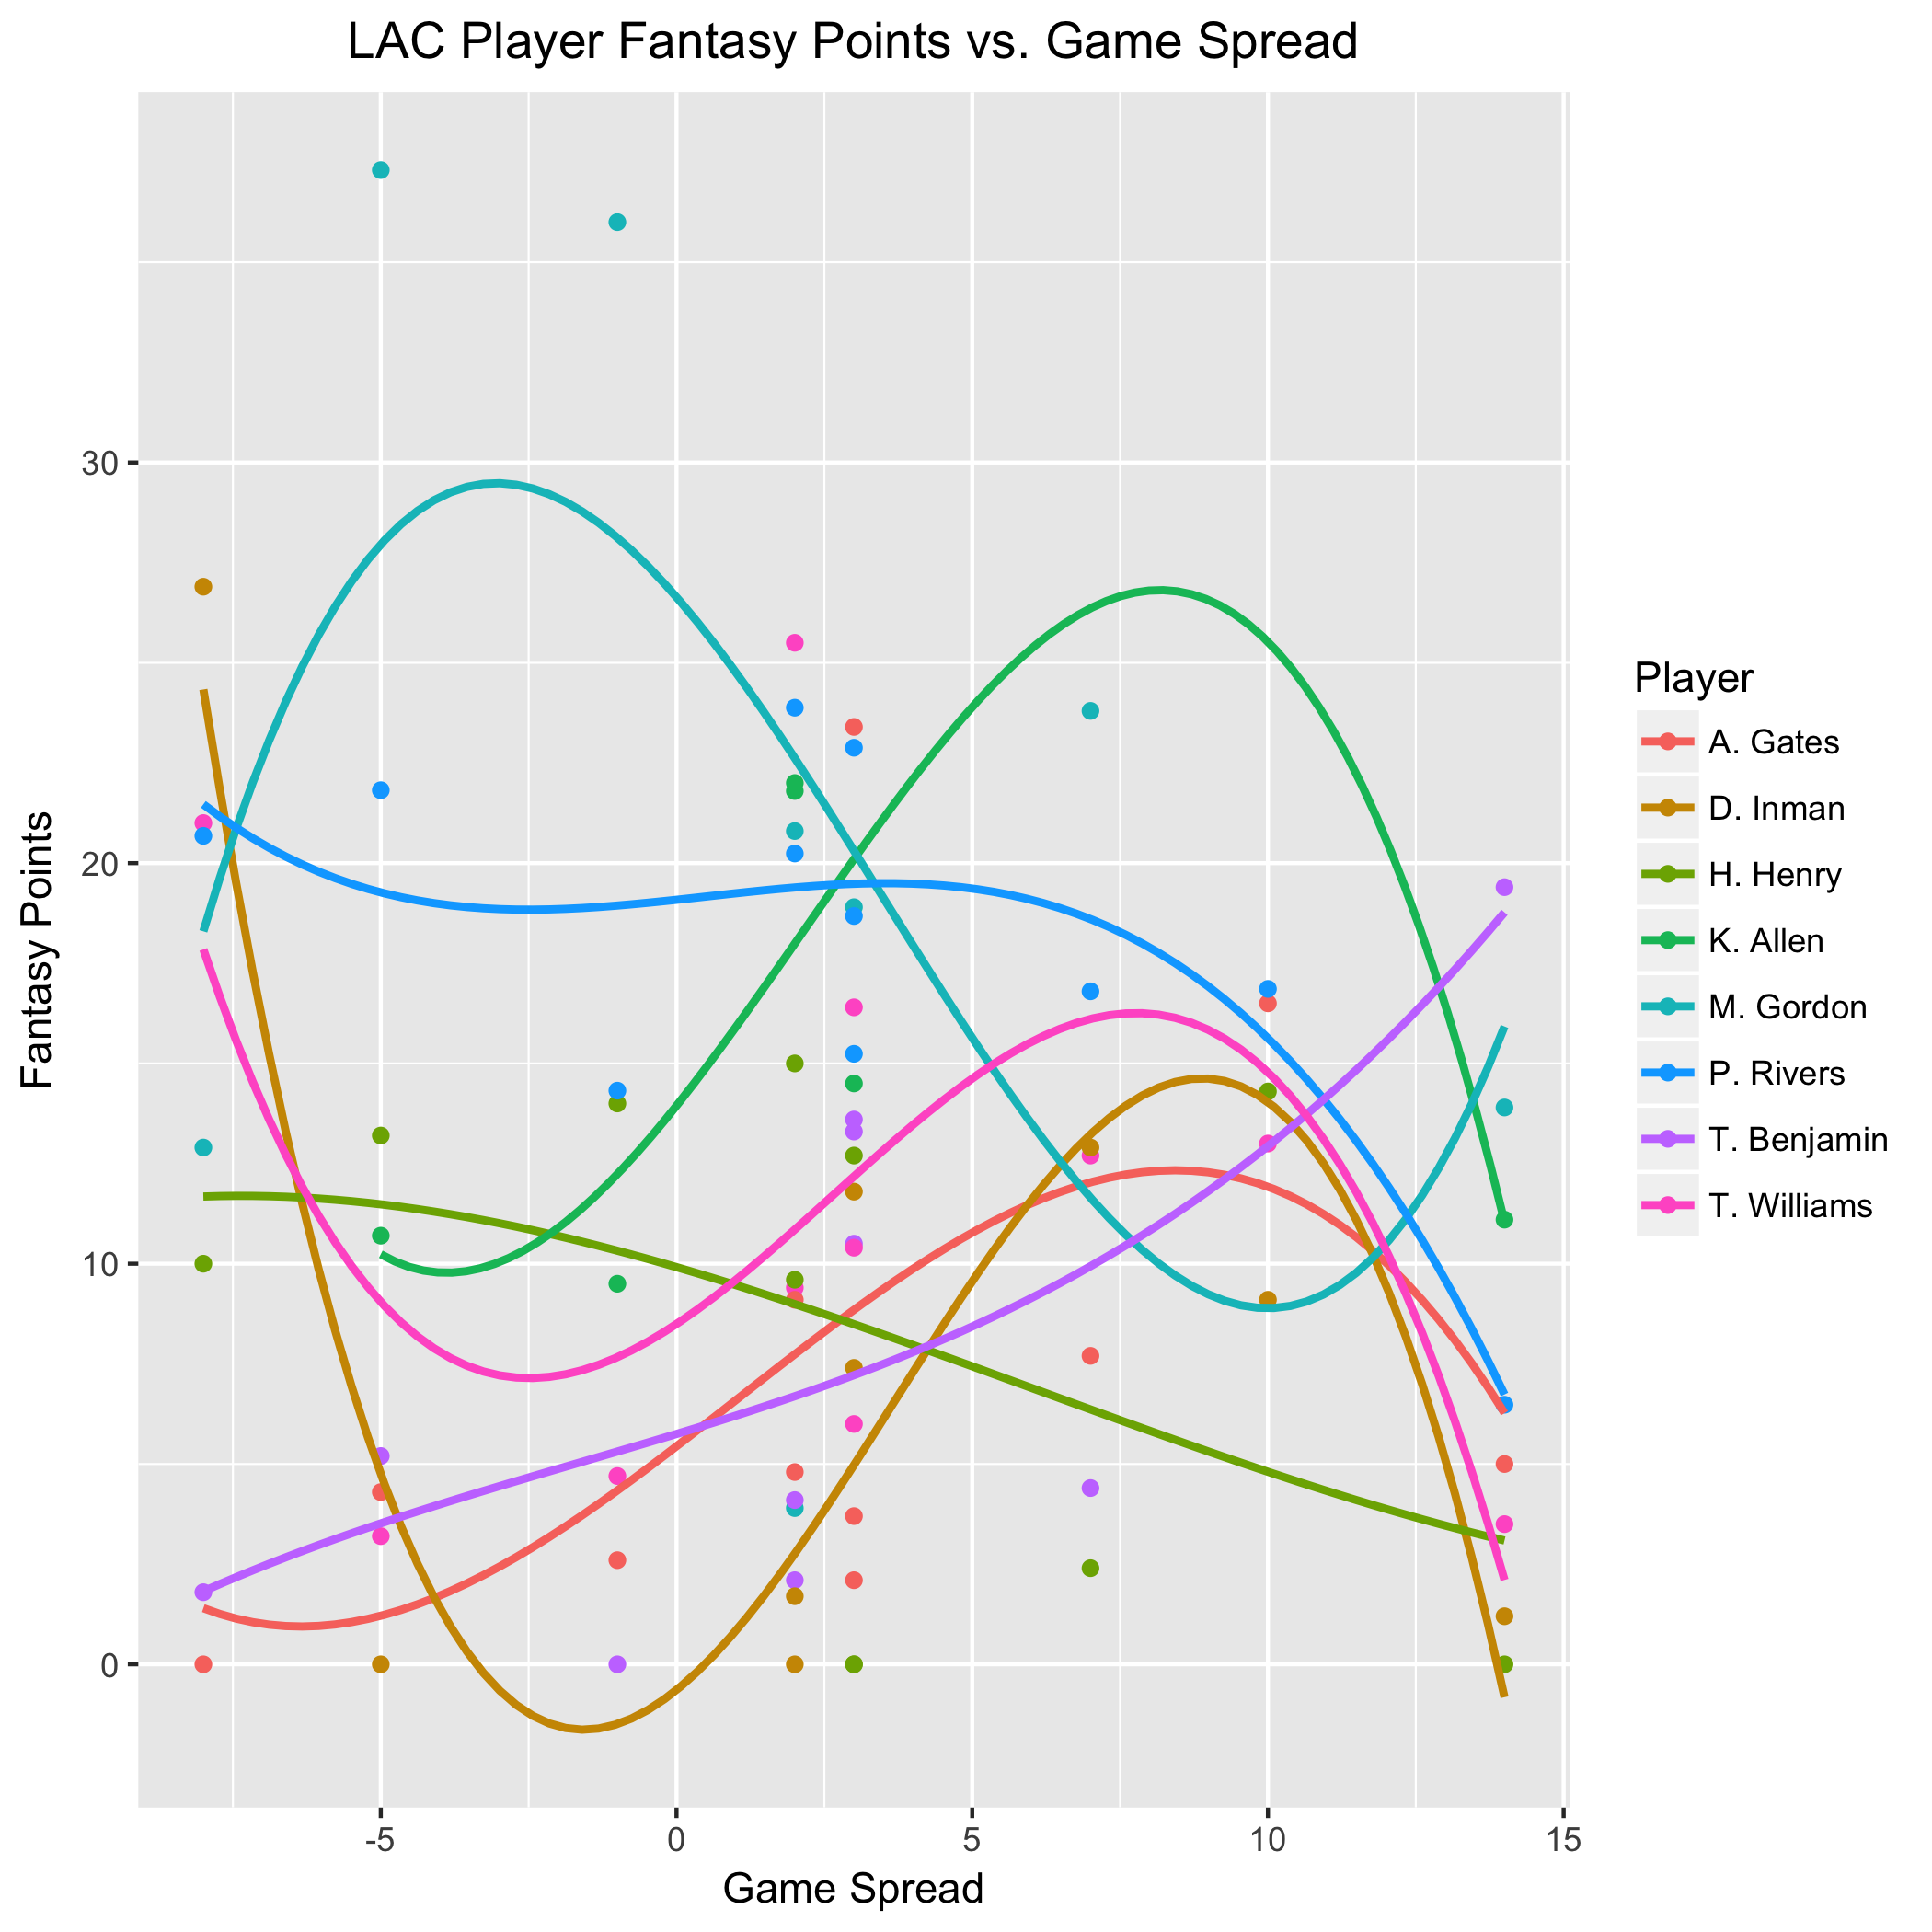 LAC Player Fantasy Points vs. Game Spread
Fantasy Points
30
20
10
0
-5 0 5 10 15
Game Spread
Player
A. Gates
D. Inman
H. Henry
K. Allen
M. Gordon
P. Rivers
T. Benjamin
T. Williams